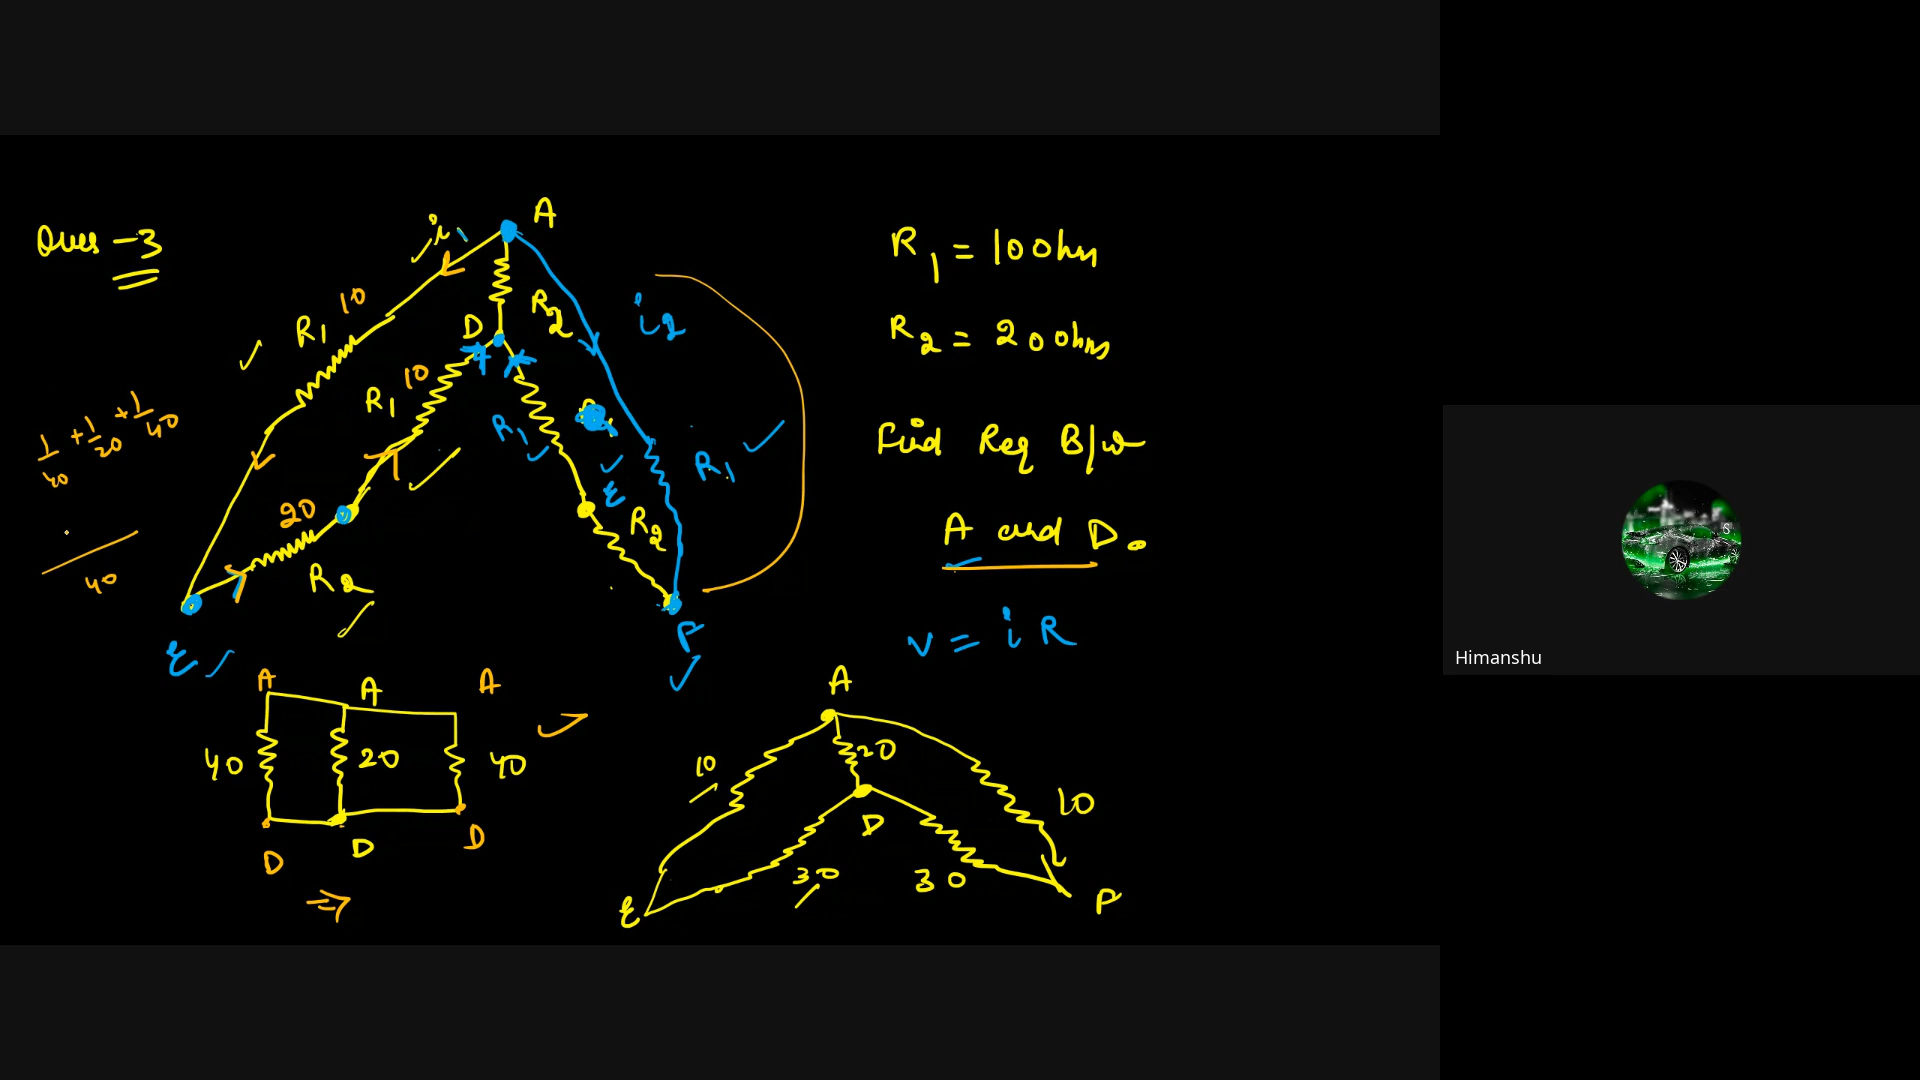 Ques - 3
A
i1
10
R1
R2
i2
D
10
R1
R1
R1
20
R2
R2
E
F
1/40 + 1/20 + 1/40
40
R1 = 10 Ohm
R2 = 20 ohm
Find Req B/w
A and D.
v = i R
A A A
40 20 40
D D D
⇒
A
10
20
10
D
30
30
E
F
Himanshu